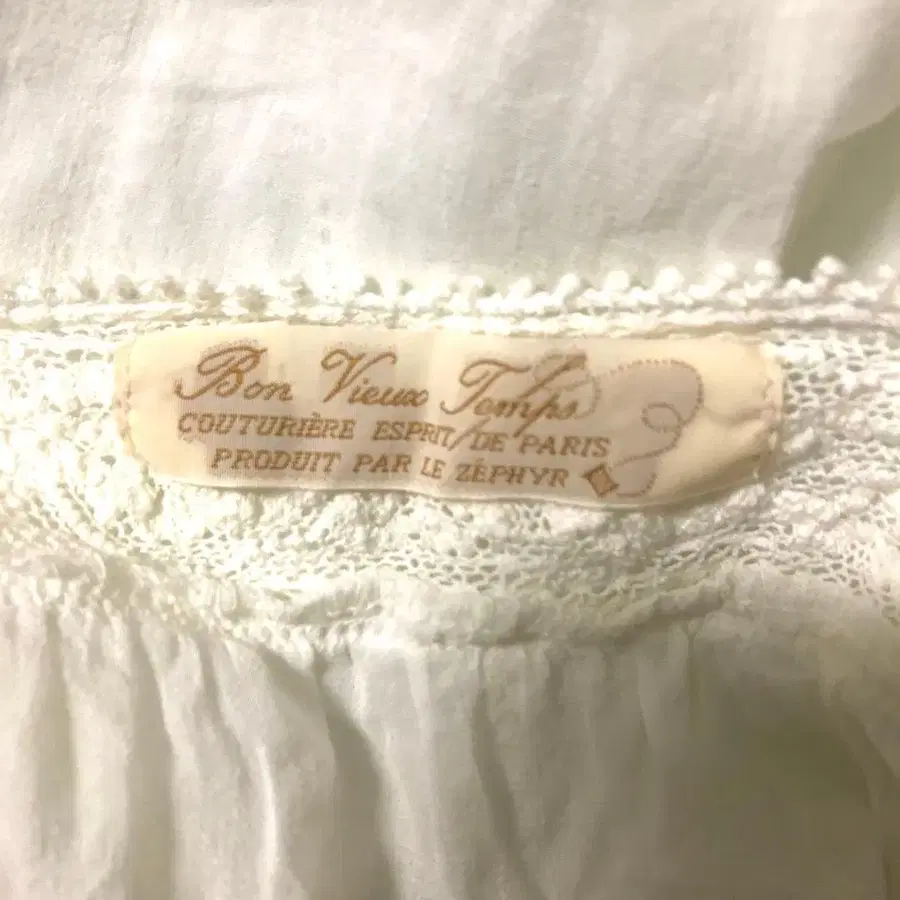 Bon Vieux Temps
COUTURIÈRE ESPRIT DE PARIS
PRODUIT PAR LE ZÉPHYR